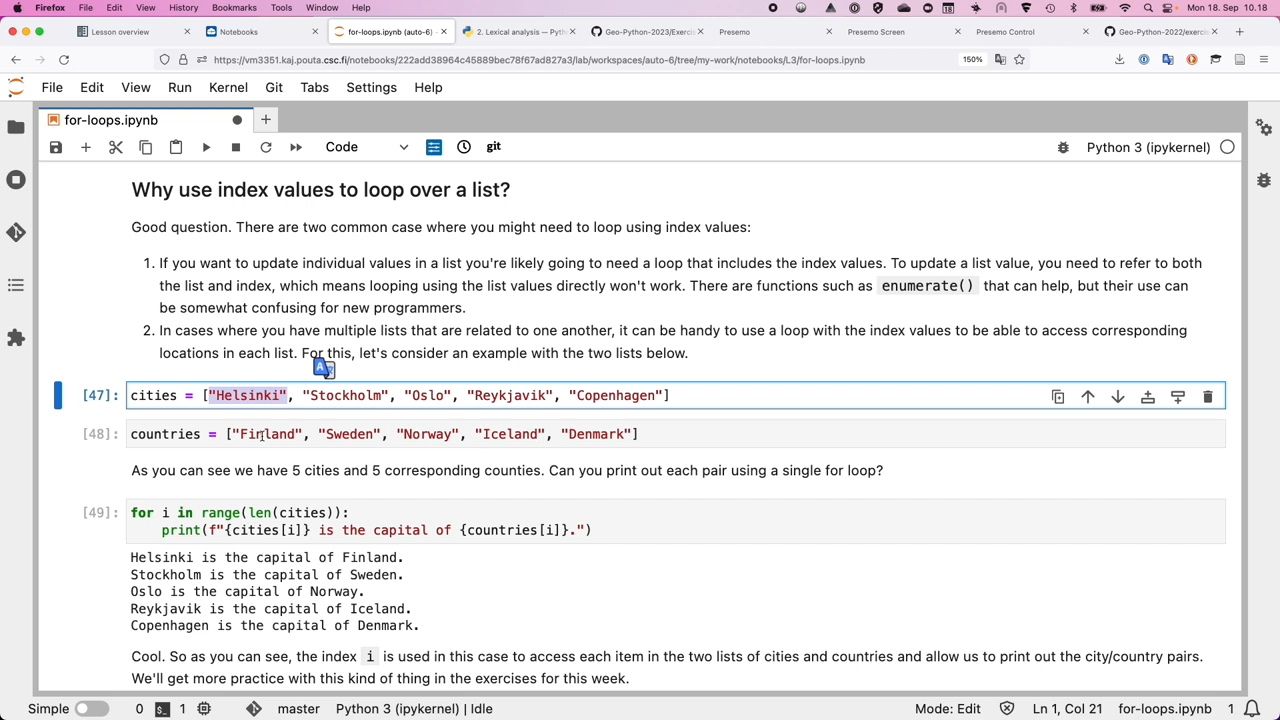 Firefox File Edit View History Bookmarks Tools Window Help Mon 18. Sep 10.18
Lesson overview Notebooks for-loops.ipynb (auto-6) 2. Lexical analysis — Pyth Geo-Python-2023/Exercis Presemo Presemo Screen Presemo Control Geo-Python-2022/exercis
https://vm3351.kaj.pouta.csc.fi/notebooks/222add38964c45889bec78f67ad827a3/lab/workspaces/auto-6/tree/my-work/notebooks/L3/for-loops.ipynb 150%
File Edit View Run Kernel Git Tabs Settings Help
for-loops.ipynb
Code git Python 3 (ipykernel)
Why use index values to loop over a list?
Good question. There are two common case where you might need to loop using index values:
1. If you want to update individual values in a list you're likely going to need a loop that includes the index values. To update a list value, you need to refer to both
the list and index, which means looping using the list values directly won't work. There are functions such as enumerate() that can help, but their use can
be somewhat confusing for new programmers.
2. In cases where you have multiple lists that are related to one another, it can be handy to use a loop with the index values to be able to access corresponding
locations in each list. For this, let's consider an example with the two lists below.
[47]: cities = ["Helsinki", "Stockholm", "Oslo", "Reykjavik", "Copenhagen"]
[48]: countries = ["Finland", "Sweden", "Norway", "Iceland", "Denmark"]
As you can see we have 5 cities and 5 corresponding counties. Can you print out each pair using a single for loop?
[49]: for i in range(len(cities)):
print(f"{cities[i]} is the capital of {countries[i]}.")
Helsinki is the capital of Finland.
Stockholm is the capital of Sweden.
Oslo is the capital of Norway.
Reykjavik is the capital of Iceland.
Copenhagen is the capital of Denmark.
Cool. So as you can see, the index i is used in this case to access each item in the two lists of cities and countries and allow us to print out the city/country pairs.
We'll get more practice with this kind of thing in the exercises for this week.
Simple 0 1 master Python 3 (ipykernel) | Idle Mode: Edit Ln 1, Col 21 for-loops.ipynb 1